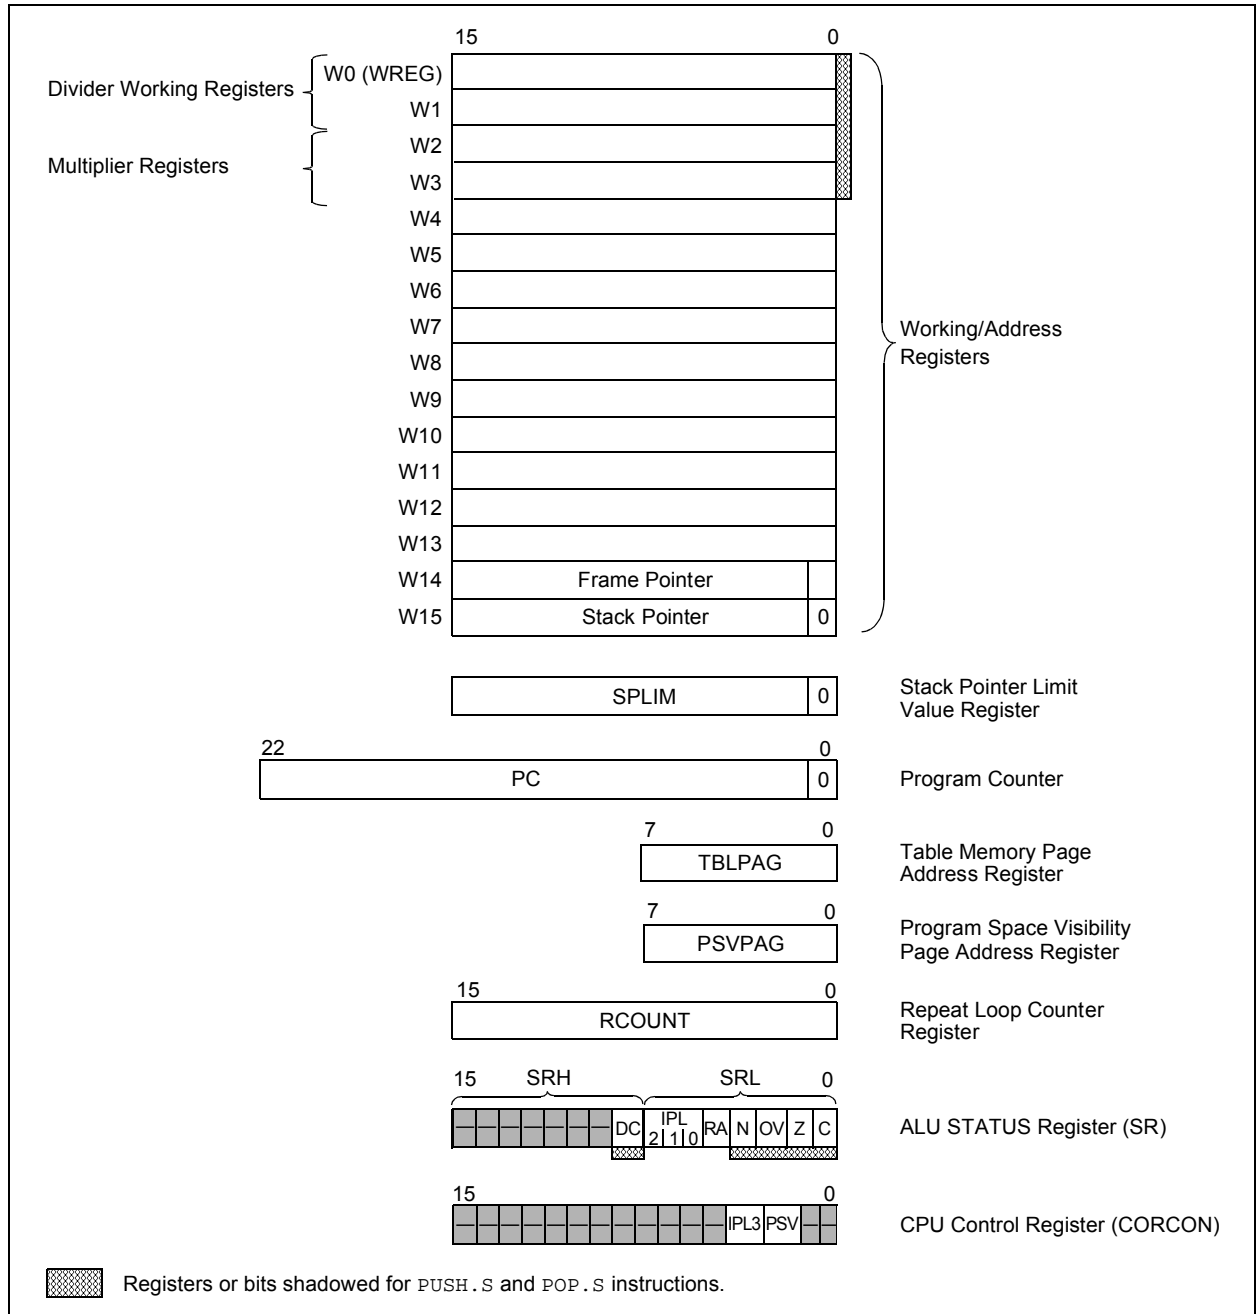 15 0
W0 (WREG)
Divider Working Registers
W1
W2
Multiplier Registers
W3
W4
W5
W6
W7
Working/Address
Registers
W8
W9
W10
W11
W12
W13
W14 Frame Pointer
W15 Stack Pointer 0
SPLIM 0
Stack Pointer Limit
Value Register
22 0
PC 0 Program Counter
7 0
TBLPAG
Table Memory Page
Address Register
7 0
PSVPAG
Program Space Visibility
Page Address Register
15 0
RCOUNT
Repeat Loop Counter
Register
15 SRH SRL 0
— — — — — — — DC IPL 2 1 0 RA N OV Z C ALU STATUS Register (SR)
15 0
— — — — — — — — — — — — IPL3 PSV — — CPU Control Register (CORCON)
Registers or bits shadowed for PUSH.S and POP.S instructions.